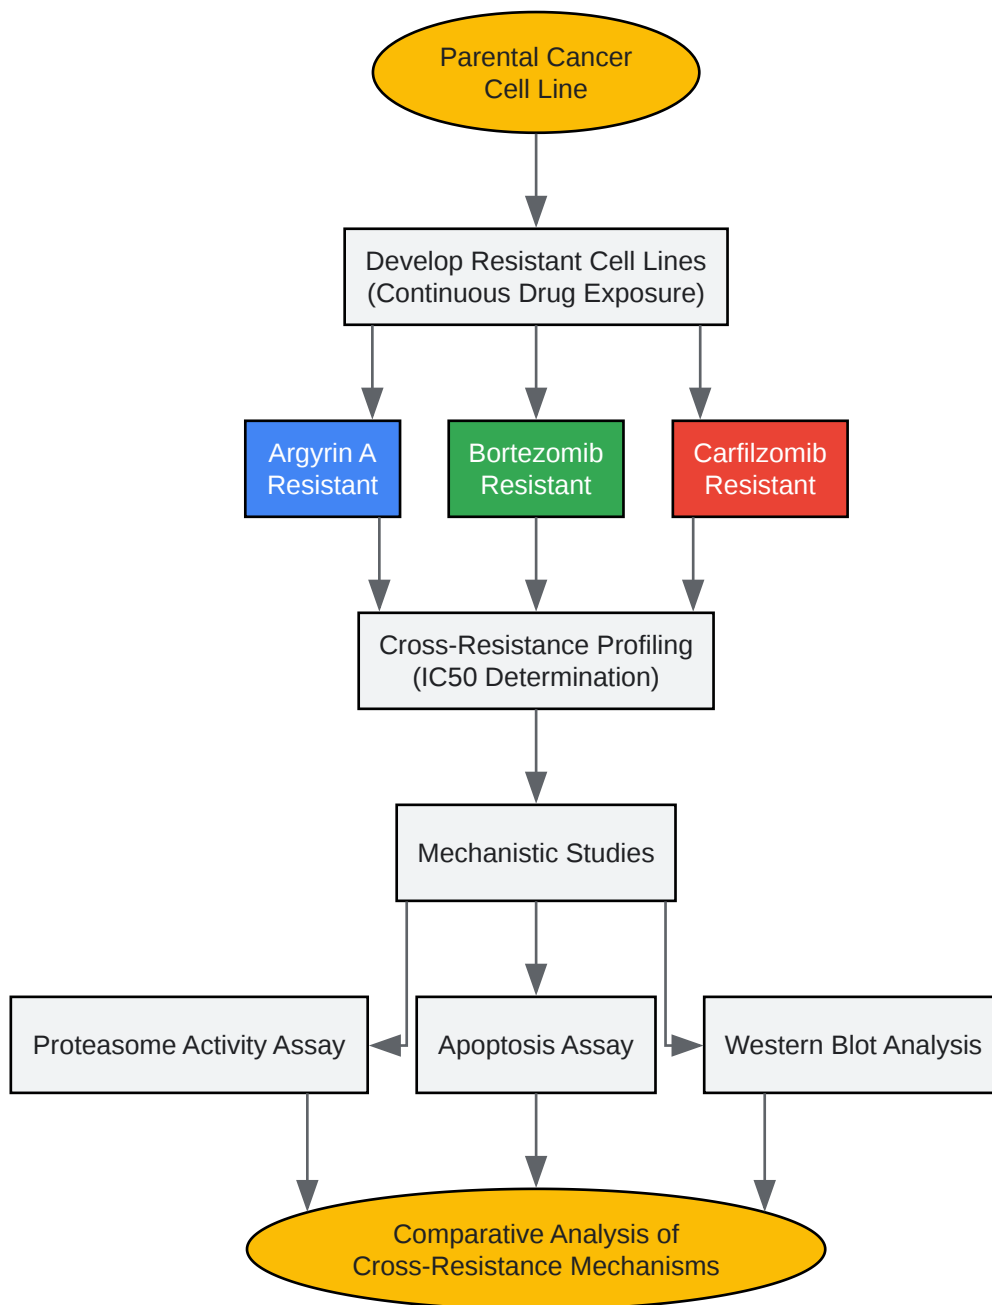 Parental Cancer
Cell Line
Develop Resistant Cell Lines
(Continuous Drug Exposure)
Argyrin A
Resistant
Bortezomib
Resistant
Carfilzomib
Resistant
Cross-Resistance Profiling
(IC50 Determination)
Mechanistic Studies
Proteasome Activity Assay
Apoptosis Assay
Western Blot Analysis
Comparative Analysis of
Cross-Resistance Mechanisms